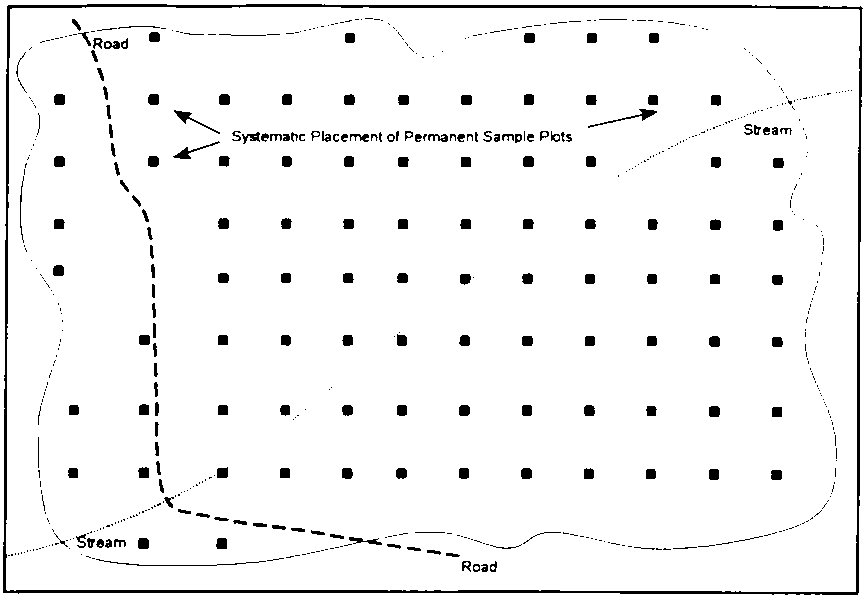 Road
Systematic Placement of Permanent Sample Plots
Stream
Stream
Road